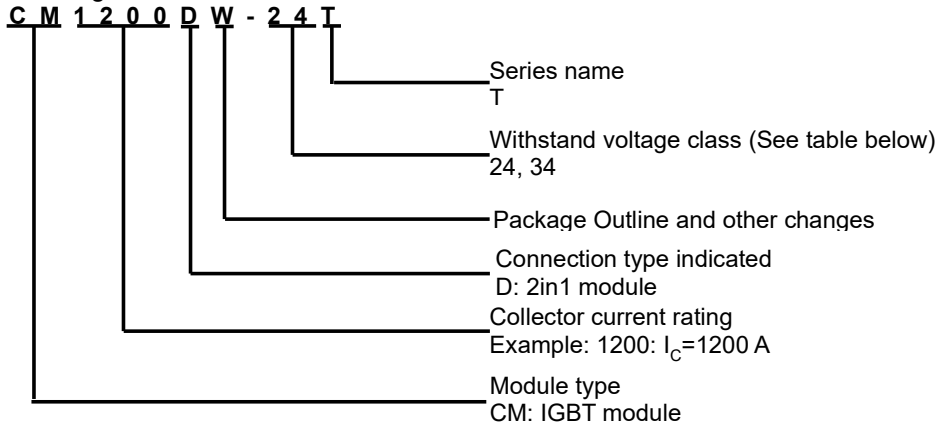 C M 1 2 0 0 D W - 2 4 T
Series name
T
Withstand voltage class (See table below)
24, 34
Package Outline and other changes
Connection type indicated
D: 2in1 module
Collector current rating
Example: 1200: IC=1200 A
Module type
CM: IGBT module